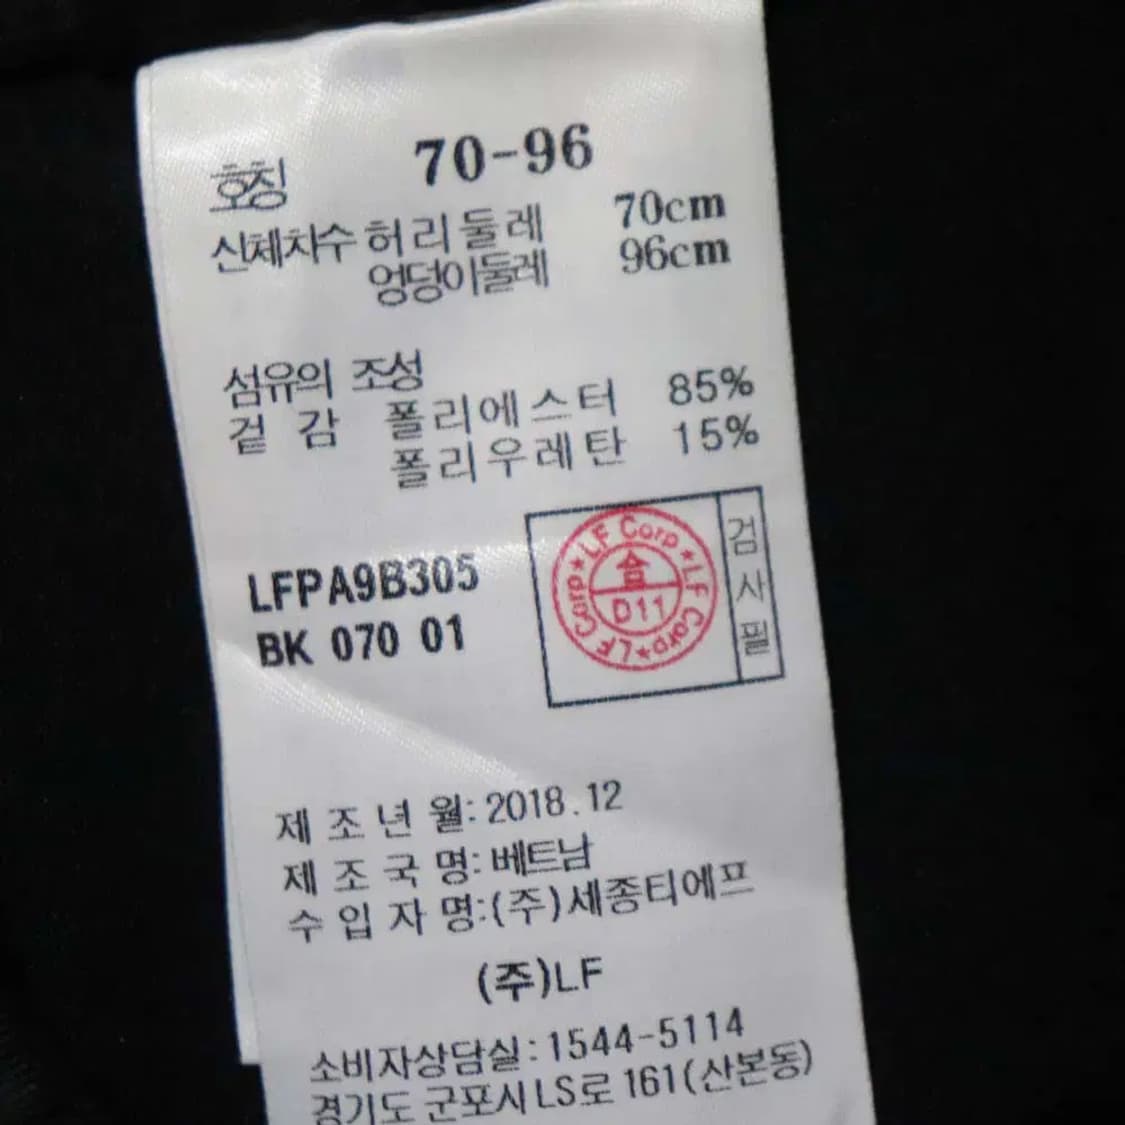 호칭 70-96
신체치수 허리둘레 70cm
엉덩이둘레 96cm
섬유의 조성
겉 감 폴리에스터 85%
폴리우레탄 15%
LFPA9B305
BK 070 01
LF Corp★LF Corp★LF Corp★
合
D11
검사필
제 조 년 월: 2018.12
제 조 국 명: 베트남
수 입 자 명:(주)세종티에프
(주)LF
소비자상담실:1544-5114
경기도 군포시 LS로 161(산본동)